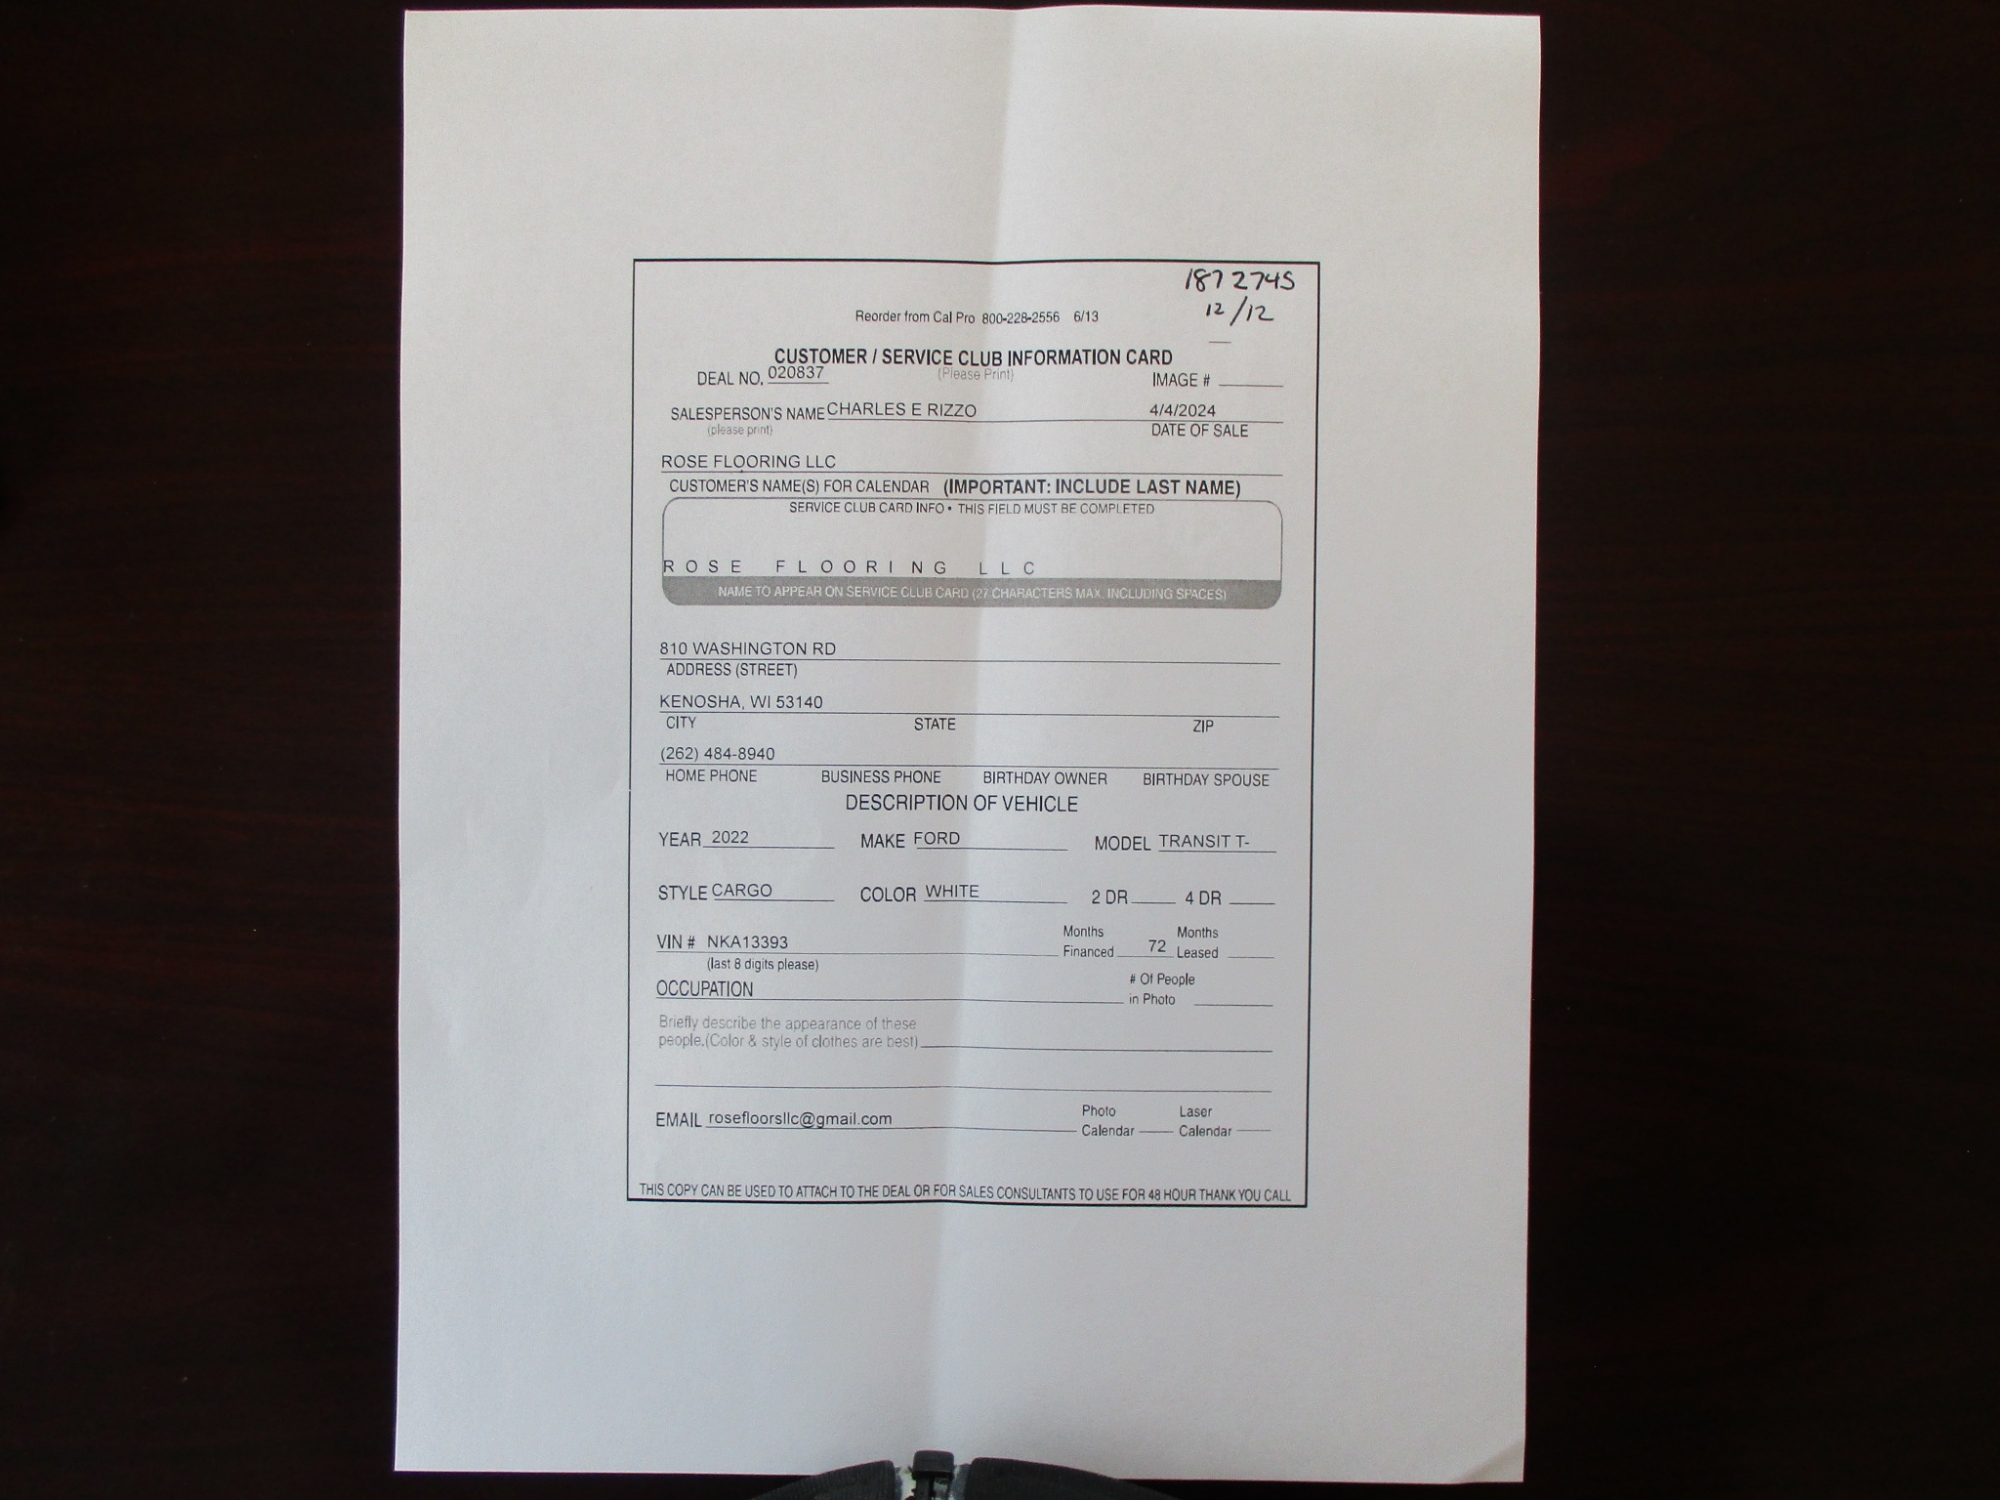 1872745
12/12
Reorder from Cal Pro 800-228-2556 6/13
CUSTOMER / SERVICE CLUB INFORMATION CARD
DEAL NO. 020837 (Please Print) IMAGE #
SALESPERSON'S NAME CHARLES E RIZZO 4/4/2024
(please print) DATE OF SALE
ROSE FLOORING LLC
CUSTOMER'S NAME(S) FOR CALENDAR (IMPORTANT: INCLUDE LAST NAME)
SERVICE CLUB CARD INFO • THIS FIELD MUST BE COMPLETED
ROSE FLOORING LLC
NAME TO APPEAR ON SERVICE CLUB CARD (27 CHARACTERS MAX. INCLUDING SPACES)
810 WASHINGTON RD
ADDRESS (STREET)
KENOSHA, WI 53140
CITY STATE ZIP
(262) 484-8940
HOME PHONE BUSINESS PHONE BIRTHDAY OWNER BIRTHDAY SPOUSE
DESCRIPTION OF VEHICLE
YEAR 2022 MAKE FORD MODEL TRANSIT T-
STYLE CARGO COLOR WHITE 2 DR 4 DR
VIN # NKA13393 Months Financed 72 Months Leased
(last 8 digits please)
OCCUPATION # Of People in Photo
Briefly describe the appearance of these
people.(Color & style of clothes are best)
EMAIL rosefloorsllc@gmail.com Photo Calendar Laser Calendar
THIS COPY CAN BE USED TO ATTACH TO THE DEAL OR FOR SALES CONSULTANTS TO USE FOR 48 HOUR THANK YOU CALL